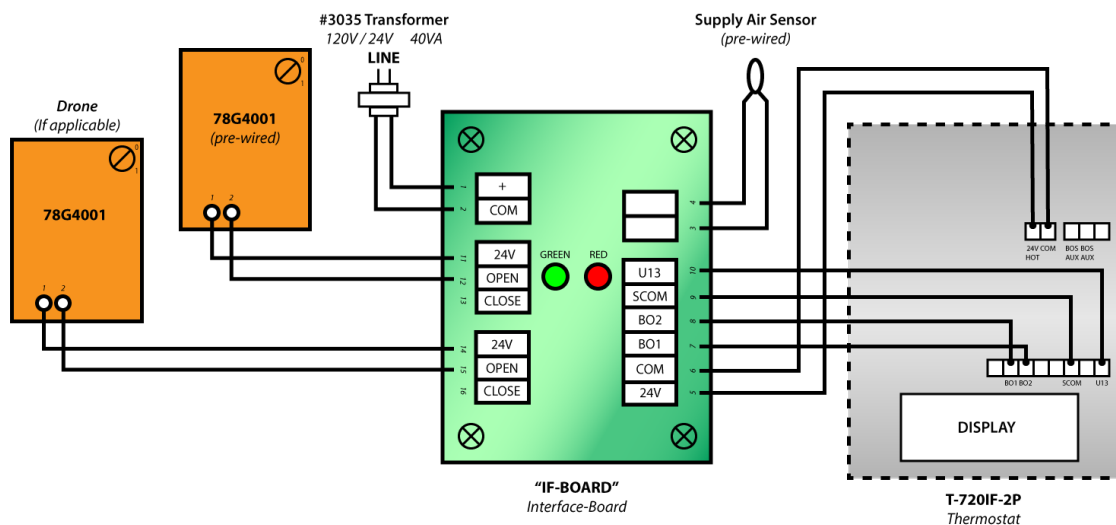 #3035 Transformer
120V / 24V 40VA
LINE
Supply Air Sensor
(pre-wired)
Drone
(If applicable)
78G4001
(pre-wired)
0
1
1 2
78G4001
0
1
1 2
1
2
+
COM
11
12
13
24V
OPEN
CLOSE
14
15
16
24V
OPEN
CLOSE
GREEN RED
4
3
U13
SCOM
BO2
BO1
COM
24V
10
9
8
7
6
5
24V COM
HOT
BOS BOS
AUX AUX
BO1 BO2 SCOM U13
DISPLAY
“IF-BOARD”
Interface-Board
T-720IF-2P
Thermostat